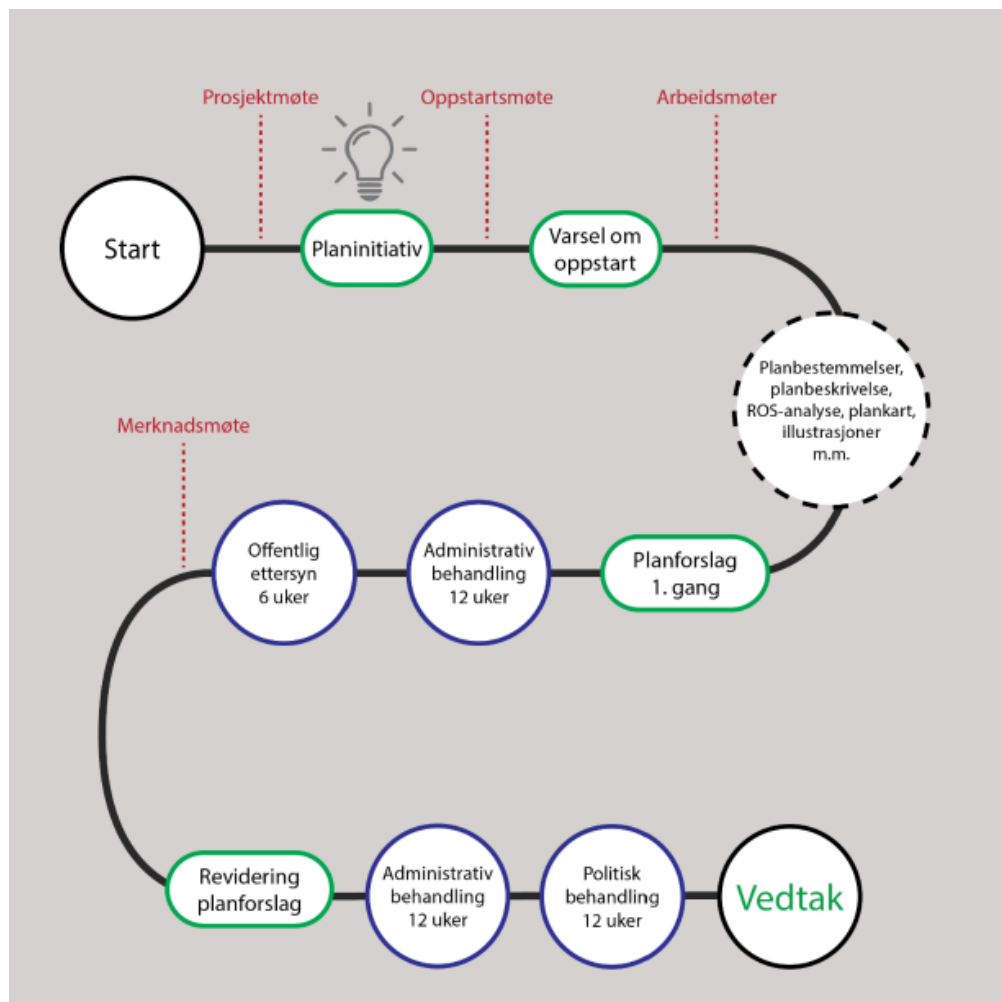 Prosjektmøte
Oppstartsmøte
Arbeidsmøter
Start
Planinitiativ
Varsel om
oppstart
Planbestemmelser,
planbeskrivelse,
ROS-analyse, plankart,
illustrasjoner
m.m.
Planforslag
1. gang
Administrativ
behandling
12 uker
Offentlig
ettersyn
6 uker
Merknadsmøte
Revidering
planforslag
Administrativ
behandling
12 uker
Politisk
behandling
12 uker
Vedtak